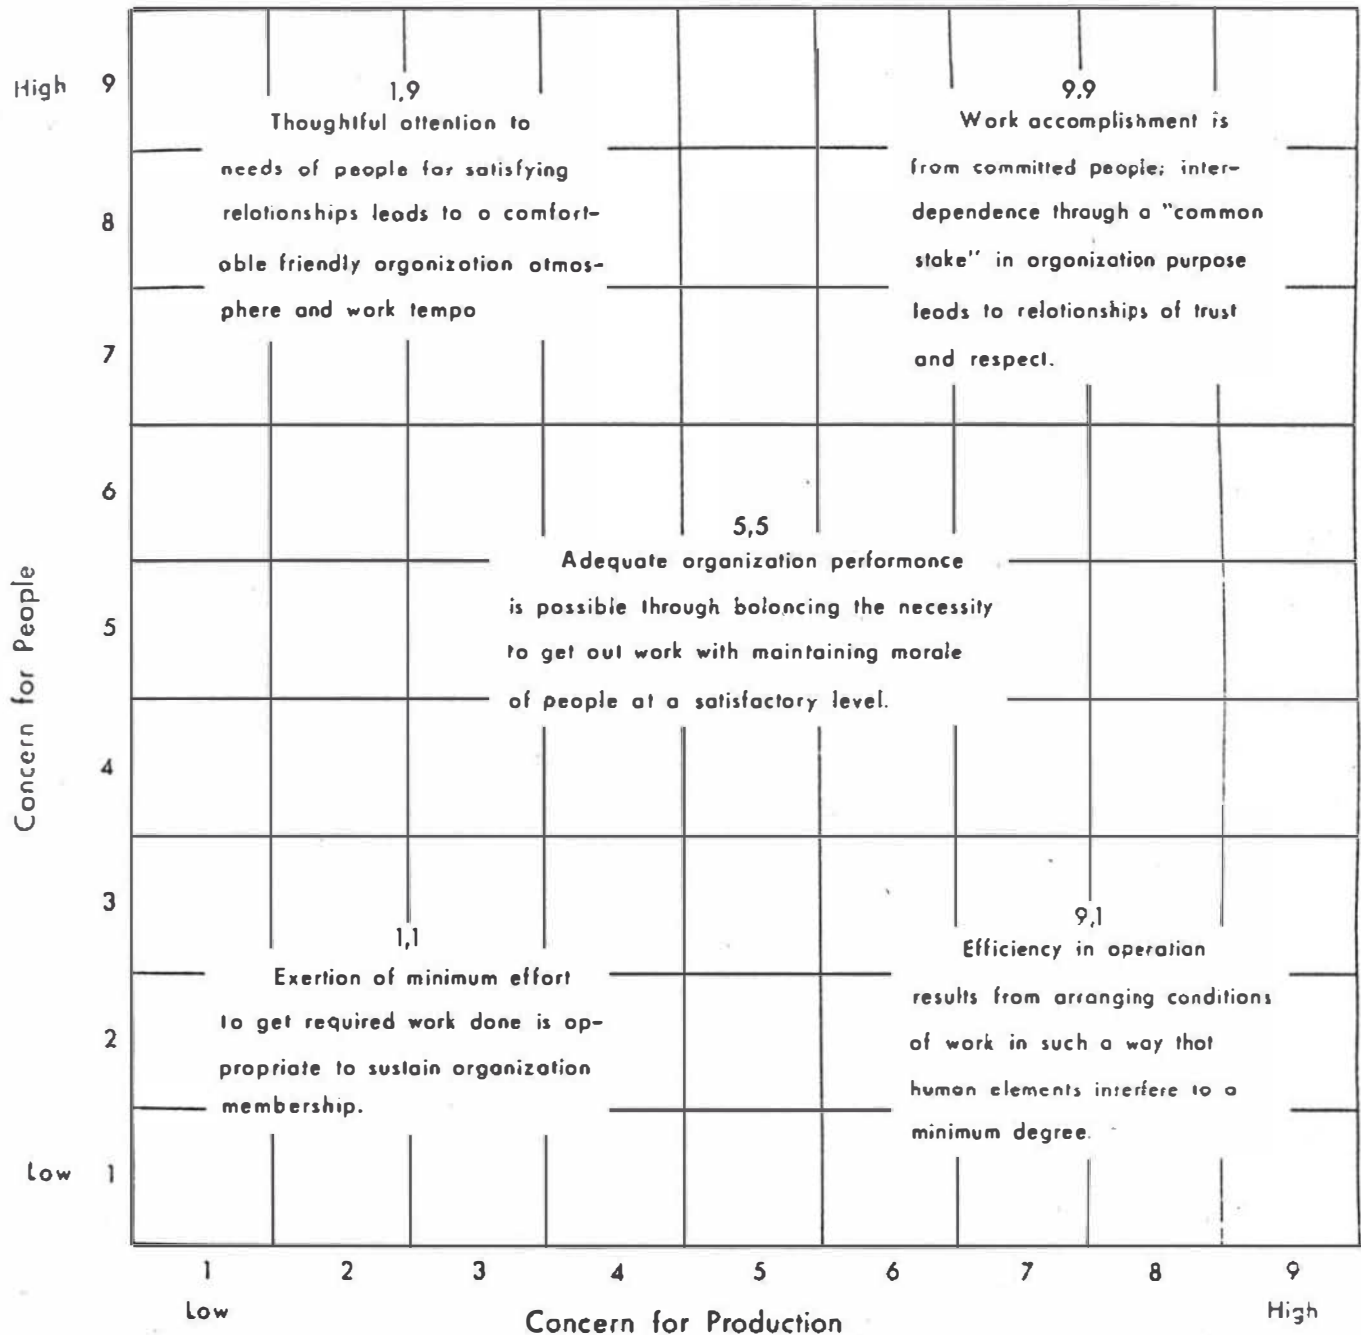 High 9
1,9
Thoughtful attention to
needs of people for satisfying
relationships leads to a comfort-
able friendly organization atmos-
phere and work tempo
9,9
Work accomplishment is
from committed people; inter-
dependence through a "common
stake" in organization purpose
leads to relationships of trust
and respect.
8
7
6
5,5
Adequate organization performance
is possible through balancing the necessity
to get out work with maintaining morale
of people at a satisfactory level.
5
4
Concern for People
3
1,1
Exertion of minimum effort
to get required work done is ap-
propriate to sustain organization
membership.
9,1
Efficiency in operation
results from arranging conditions
of work in such a way that
human elements interfere to a
minimum degree.
2
Low 1
1 2 3 4 5 6 7 8 9
Low High
Concern for Production